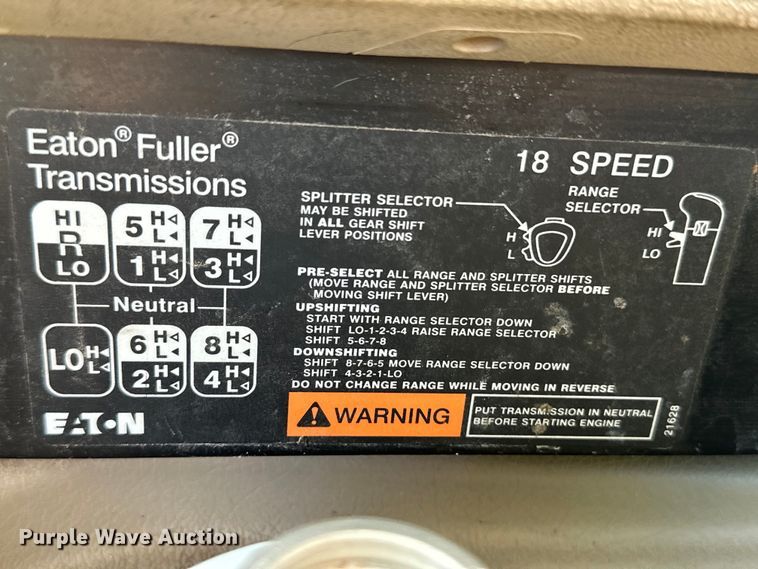 Eaton® Fuller®
Transmissions
18 SPEED
HI
R
LO
5 H L
1 H L
7 H L
3 H L
Neutral
LO H L
6 H L
2 H L
8 H L
4 H L
EATON
SPLITTER SELECTOR
MAY BE SHIFTED
IN ALL GEAR SHIFT
LEVER POSITIONS
H
L
RANGE
SELECTOR
HI
LO
PRE-SELECT ALL RANGE AND SPLITTER SHIFTS
(MOVE RANGE AND SPLITTER SELECTOR BEFORE
MOVING SHIFT LEVER)
UPSHIFTING
START WITH RANGE SELECTOR DOWN
SHIFT LO-1-2-3-4 RAISE RANGE SELECTOR
SHIFT 5-6-7-8
DOWNSHIFTING
SHIFT 8-7-6-5 MOVE RANGE SELECTOR DOWN
SHIFT 4-3-2-1-LO
DO NOT CHANGE RANGE WHILE MOVING IN REVERSE
WARNING
PUT TRANSMISSION IN NEUTRAL
BEFORE STARTING ENGINE
21628
Purple Wave Auction